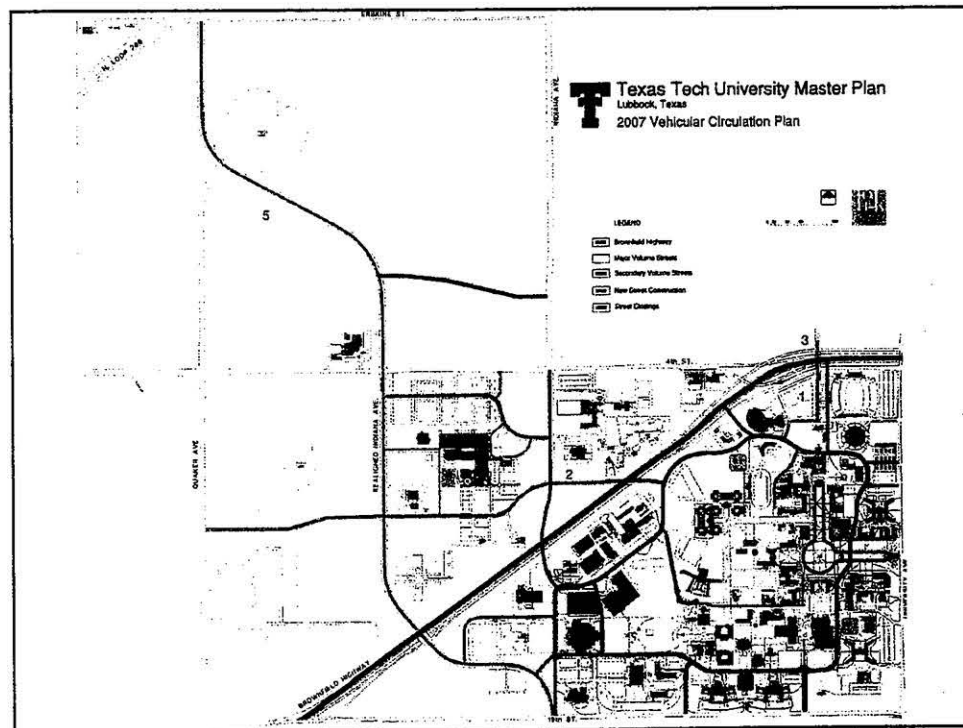 ERSKINE ST.
N. LOOP 289
INDIANA AVE.
Texas Tech University Master Plan
Lubbock, Texas
2007 Vehicular Circulation Plan
5
LEGEND
Brownfield Highway
Major Volume Streets
Secondary Volume Streets
New Street Construction
Street Closings
3
4th ST.
1
QUAKER AVE
REALIGNED INDIANA AVE.
2
UNIVERSITY AVE
BROWNFIELD HIGHWAY
19th ST.